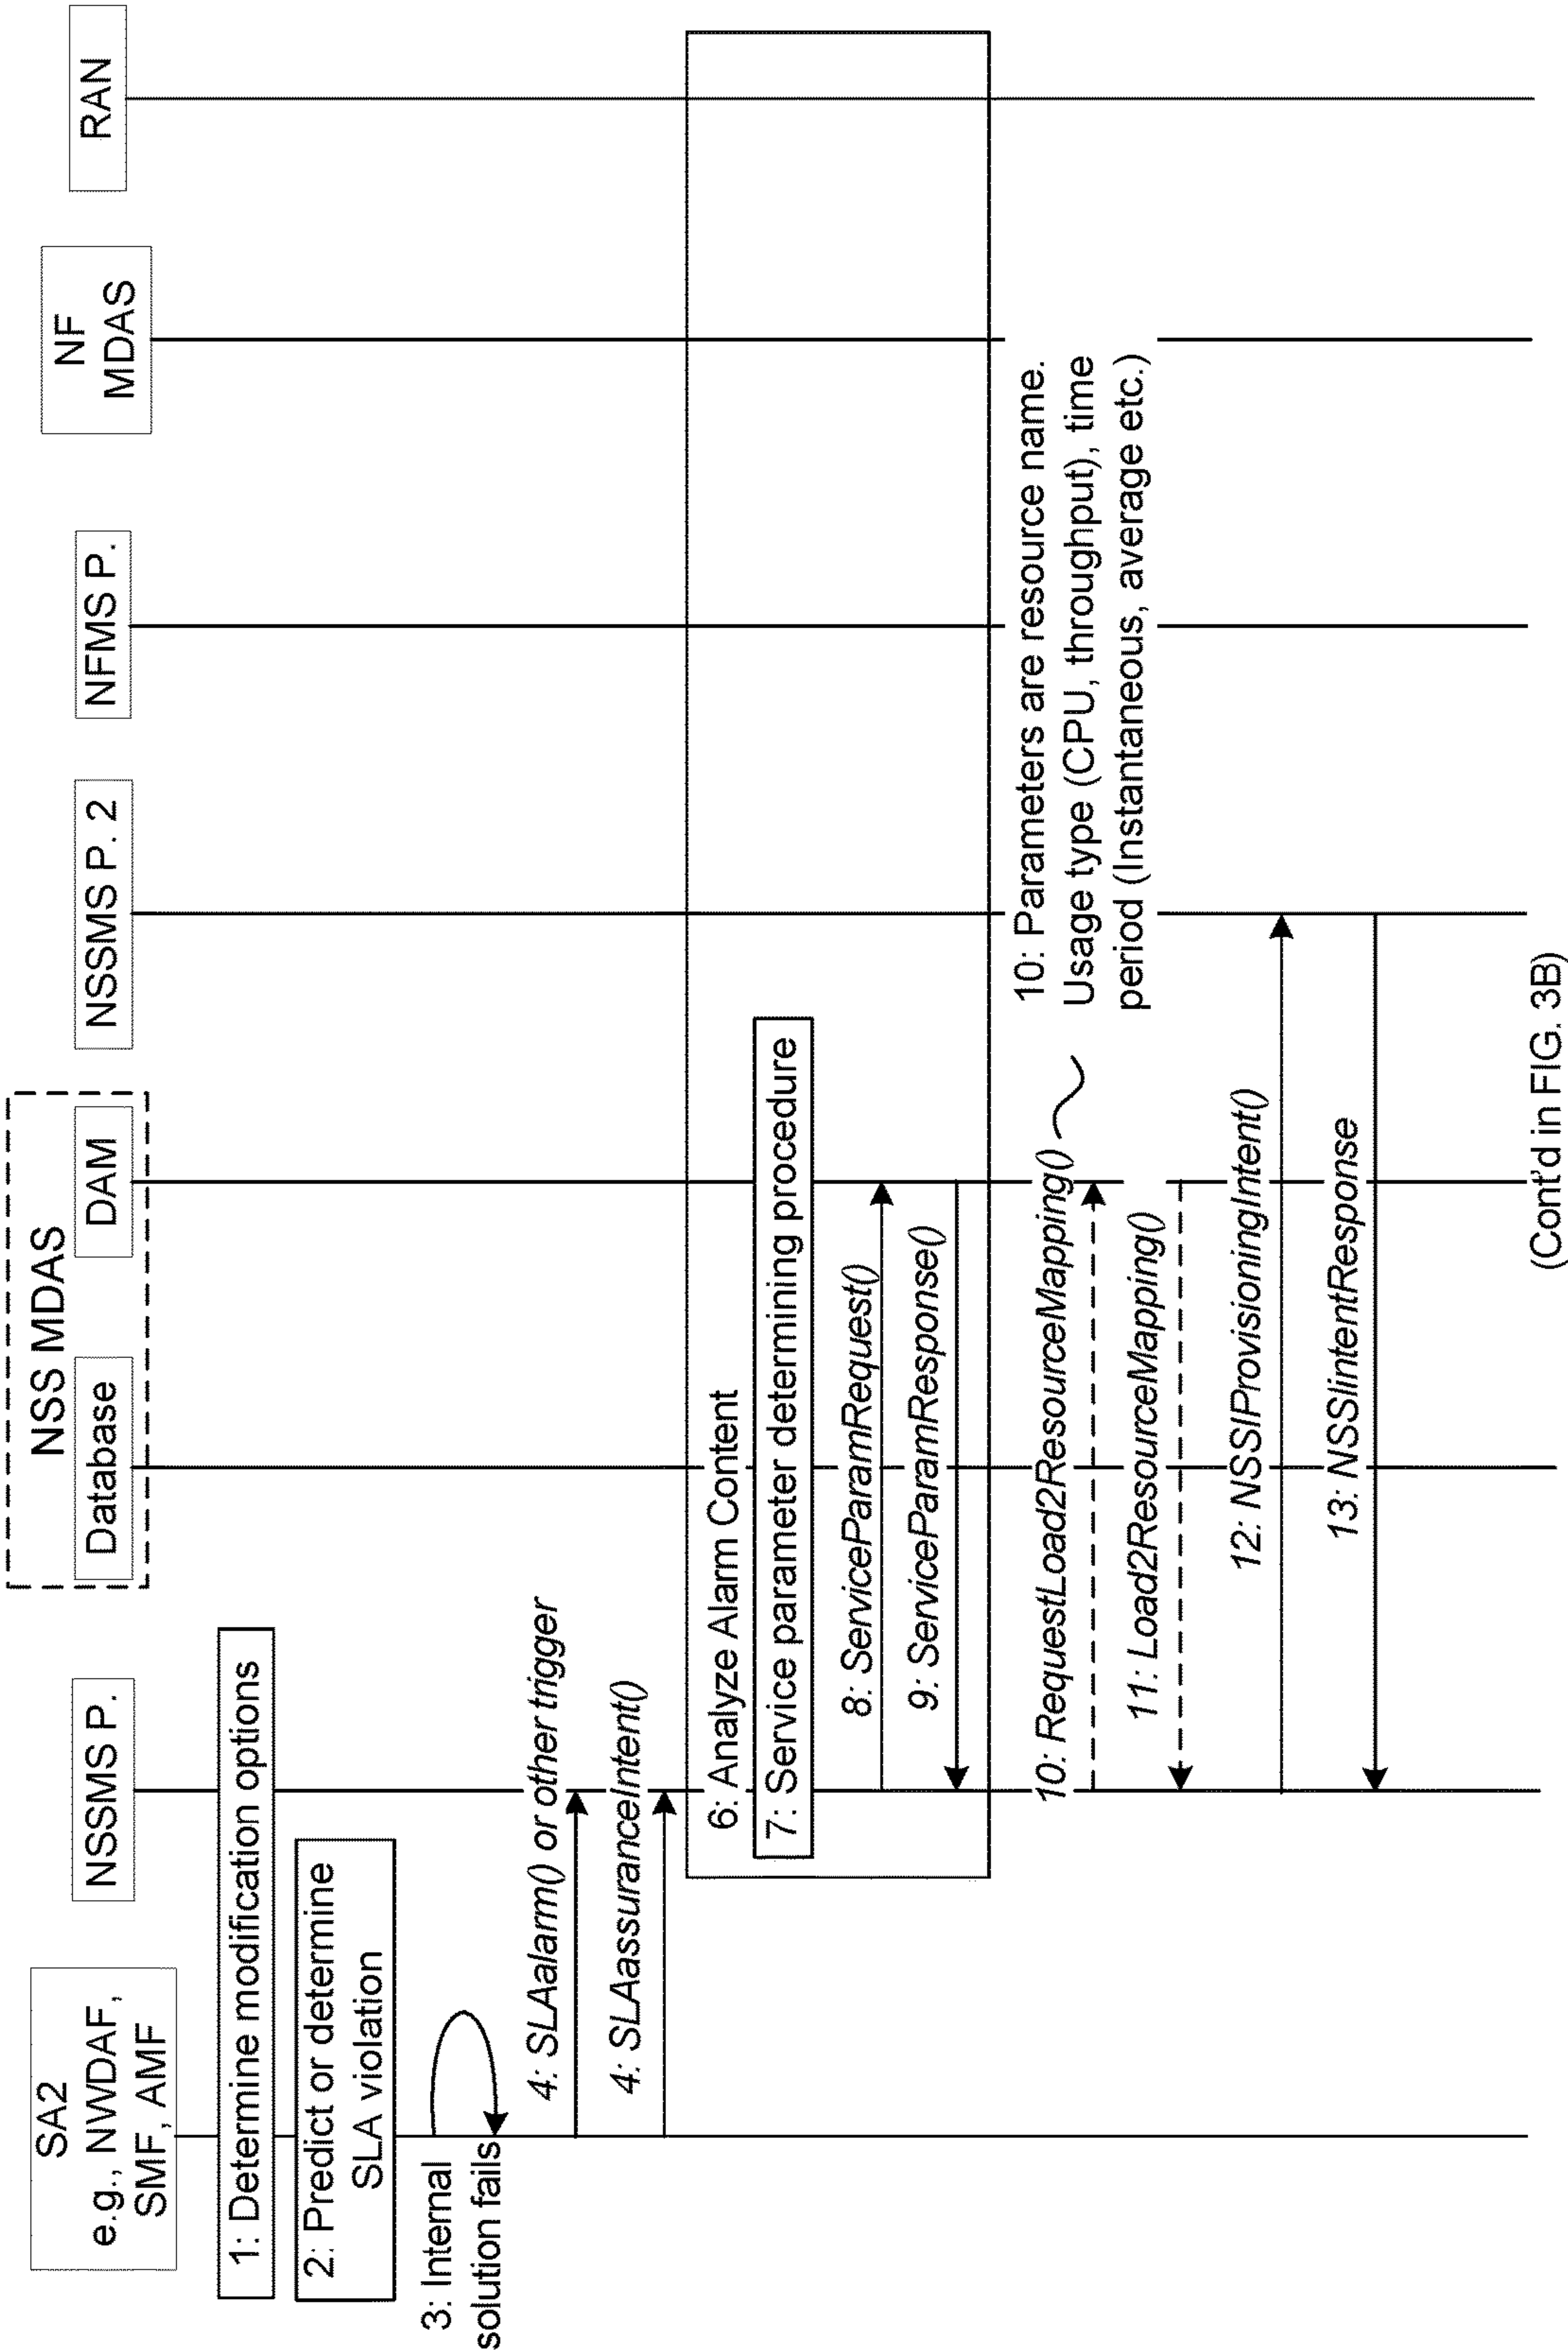 SA2
e.g., NWDAF,
SMF, AMF
NSSMS P.
NSS MDAS
Database
DAM
NSSMS P. 2
NFMS P.
NF
MDAS
RAN
1: Determine modification options
2: Predict or determine
SLA violation
3: Internal
solution fails
4: SLAalarm() or other trigger
4: SLAassuranceIntent()
6: Analyze Alarm Content
7: Service parameter determining procedure
8: ServiceParamRequest()
9: ServiceParamResponse()
10: RequestLoad2ResourceMapping()
10: Parameters are resource name.
Usage type (CPU, throughput), time
period (Instantaneous, average etc.)
11: Load2ResourceMapping()
12: NSSIProvisioningIntent()
13: NSSIintentResponse
(Cont'd in FIG. 3B)